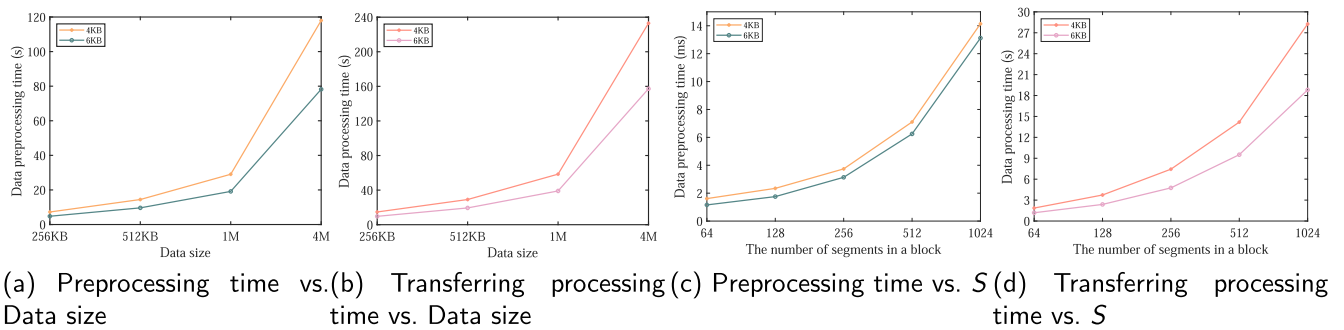 120
100
80
60
40
20
0
Data preprocessing time (s)
4KB
6KB
256KB 512KB 1M 4M
Data size
240
200
160
120
80
40
0
Data processing time (s)
4KB
6KB
256KB 512KB 1M 4M
Data size
14
12
10
8
6
4
2
0
Data preprocessing time (ms)
4KB
6KB
64 128 256 512 1024
The number of segments in a block
30
27
24
21
18
15
12
9
6
3
0
Data processing time (s)
4KB
6KB
64 128 256 512 1024
The number of segments in a block
(a) Preprocessing time vs.
Data size
(b) Transferring processing
time vs. Data size
(c) Preprocessing time vs. S
(d) Transferring processing
time vs. S